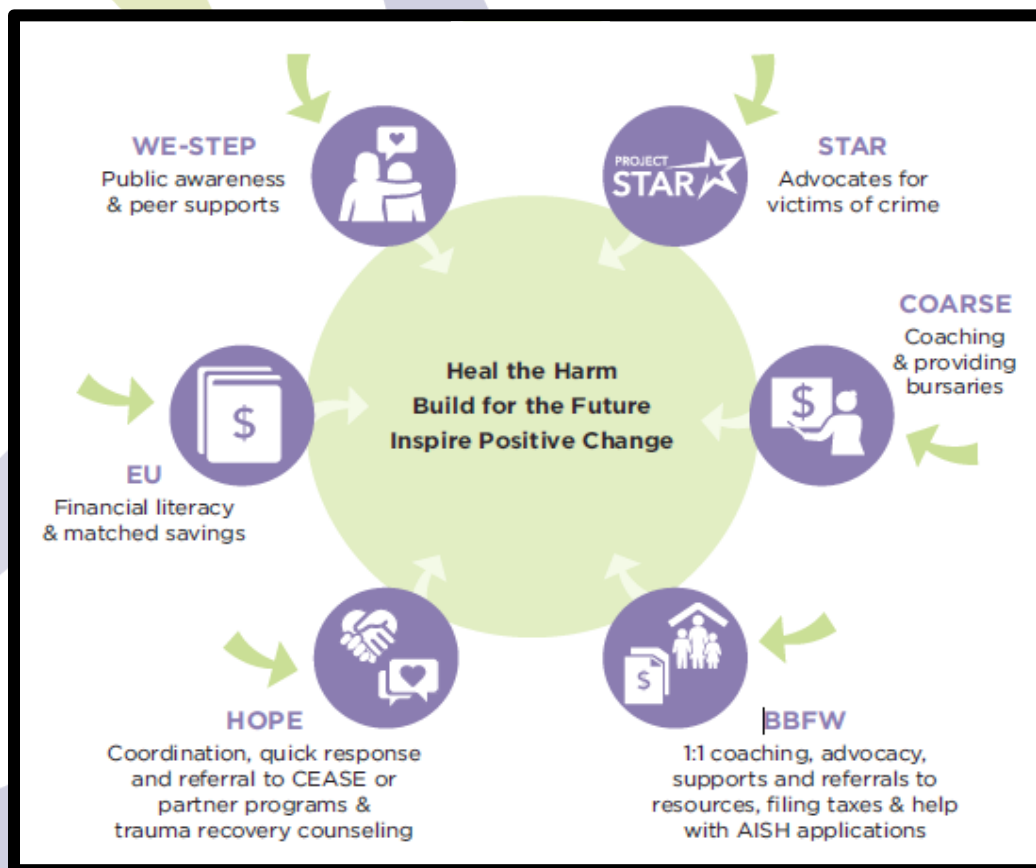 WE-STEP
Public awareness
& peer supports
PROJECT
STAR
STAR
Advocates for
victims of crime
COARSE
Coaching
& providing
bursaries
$
Heal the Harm
Build for the Future
Inspire Positive Change
$
EU
Financial literacy
& matched savings
HOPE
Coordination, quick response
and referral to CEASE or
partner programs &
trauma recovery counseling
$
BBFW
1:1 coaching, advocacy,
supports and referrals to
resources, filing taxes & help
with AISH applications